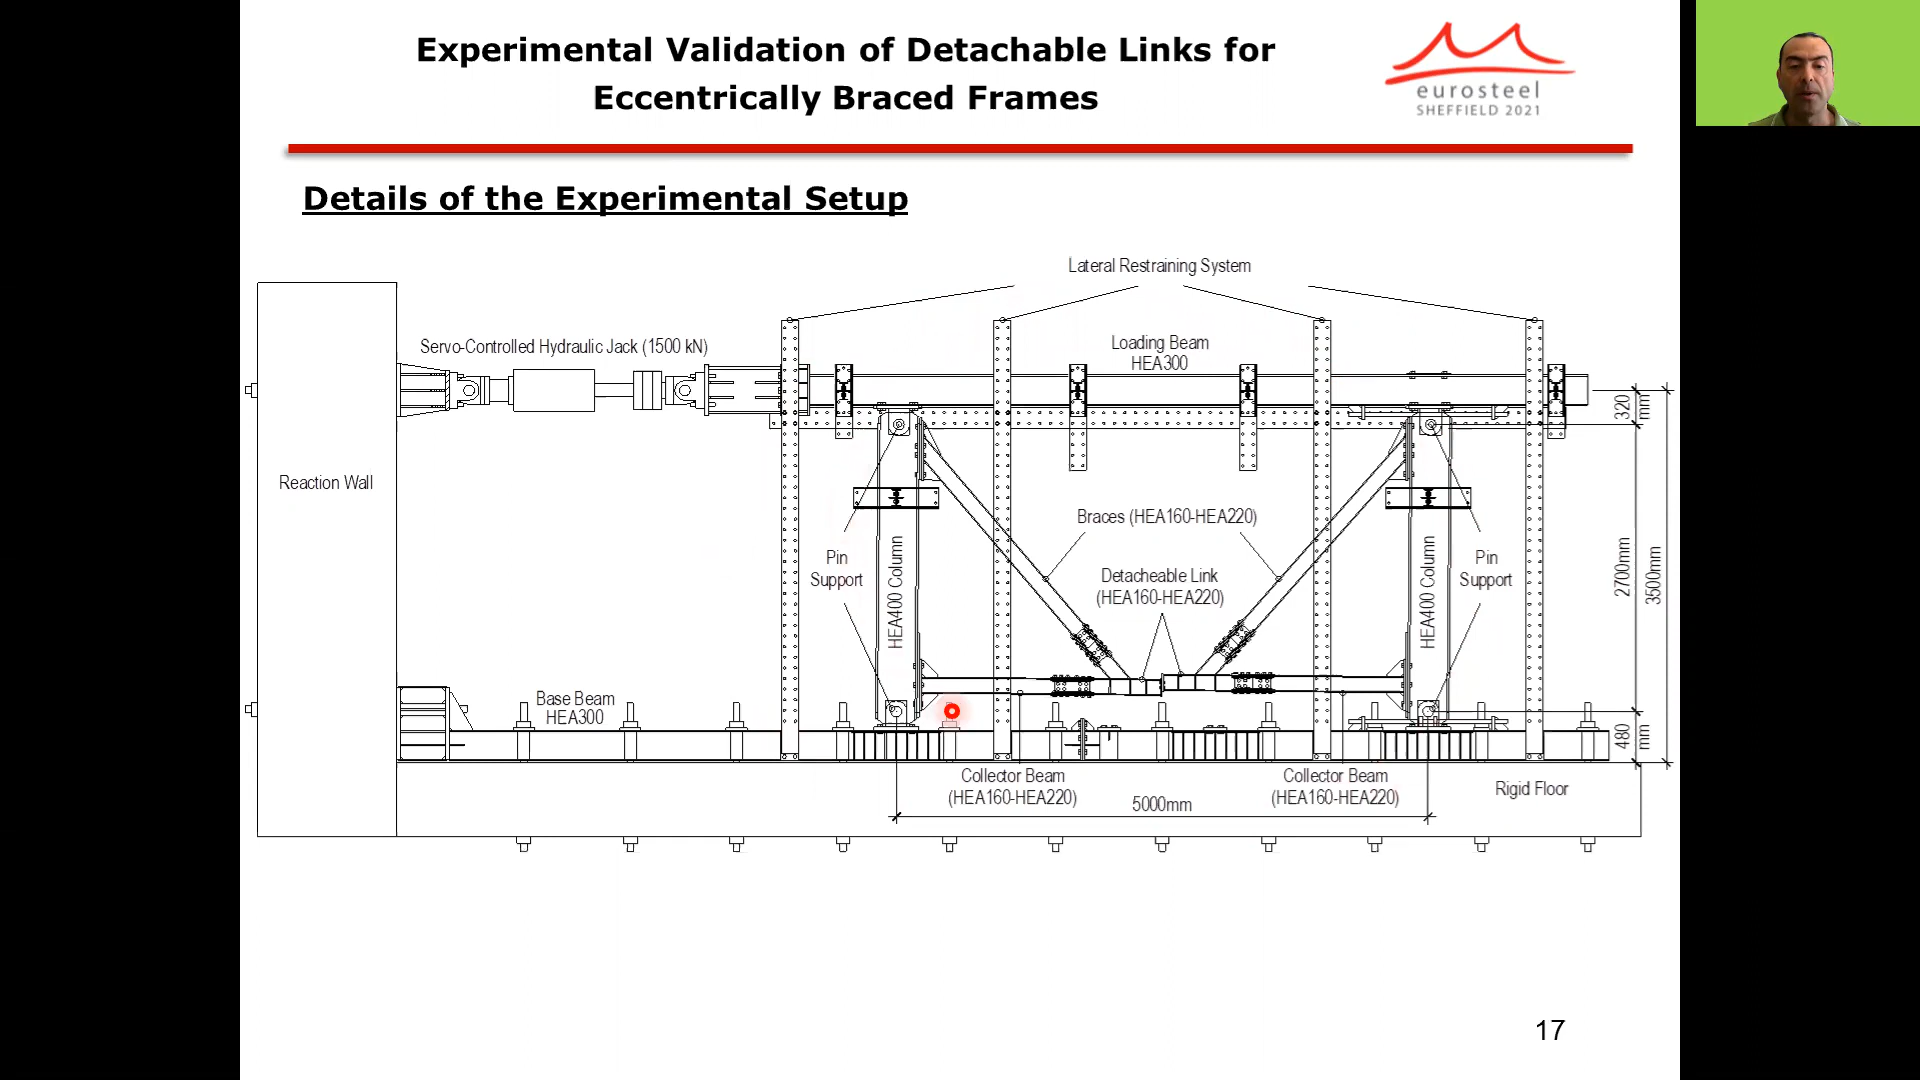 Experimental Validation of Detachable Links for
Eccentrically Braced Frames
eurosteel
SHEFFIELD 2021
Details of the Experimental Setup
Lateral Restraining System
Servo-Controlled Hydraulic Jack (1500 kN)
Loading Beam
HEA300
320
mm
Reaction Wall
Braces (HEA160-HEA220)
Pin
Support
HEA400 Column
Detacheable Link
(HEA160-HEA220)
HEA400 Column
Pin
Support
2700mm
3500mm
Base Beam
HEA300
480
mm
Collector Beam
(HEA160-HEA220)
5000mm
Collector Beam
(HEA160-HEA220)
Rigid Floor
17